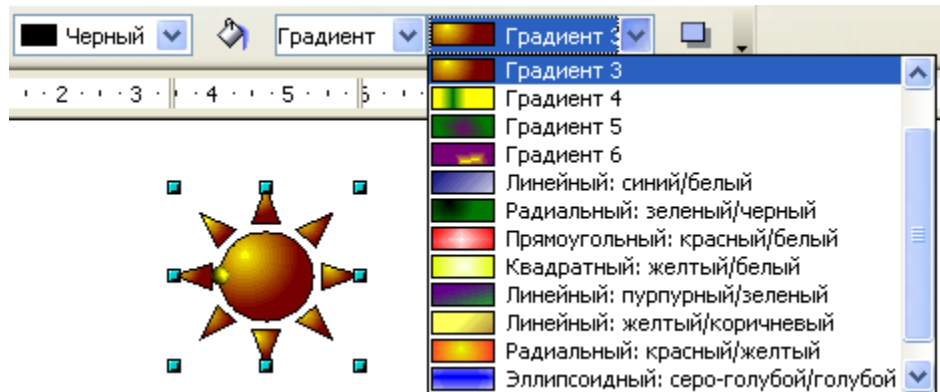 Черный Градиент Градиент 3
Градиент 3
· 2 · · · 3 · · 4 · · · 5 · · · 6 · · ·
Градиент 4
Градиент 5
Градиент 6
Линейный: синий/белый
Радиальный: зеленый/черный
Прямоугольный: красный/белый
Квадратный: желтый/белый
Линейный: пурпурный/зеленый
Линейный: желтый/коричневый
Радиальный: красный/желтый
Эллипсоидный: серо-голубой/голубой